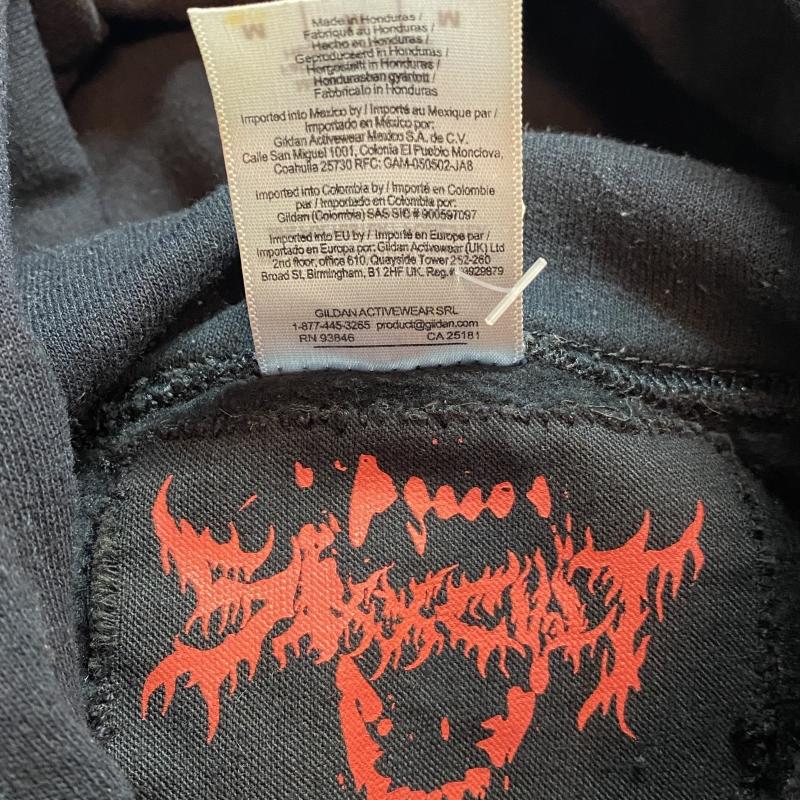 Made in Honduras /
Fabriqué au Honduras /
Hecho en Honduras /
Geproduceerd in Honduras /
Hergestellt in Honduras /
Hondurasban gyártott /
Fabbricato in Honduras
Imported into Mexico by / Importé au Mexique par /
Importado en México por:
Gildan Activewear Mexico S.A. de C.V.
Calle San Miguel 1001, Colonia El Pueblo Monclova,
Coahuila 25730 RFC: GAM-050502-JA8
Imported into Colombia by / Importé en Colombie
par / Importado en Colombia por:
Gildan (Colombia) SAS SIC # 900597097
Imported into EU by / Importé en Europe par /
Importado en Europa por: Gildan Activewear (UK) Ltd
2nd floor, office 610, Quayside Tower 252-260
Broad St, Birmingham, B1 2HF UK. Reg.#
GILDAN ACTIVEWEAR SRL
1-877-445-3265 product@gildan.com
RN 93846 CA 25181
SIXXCULT